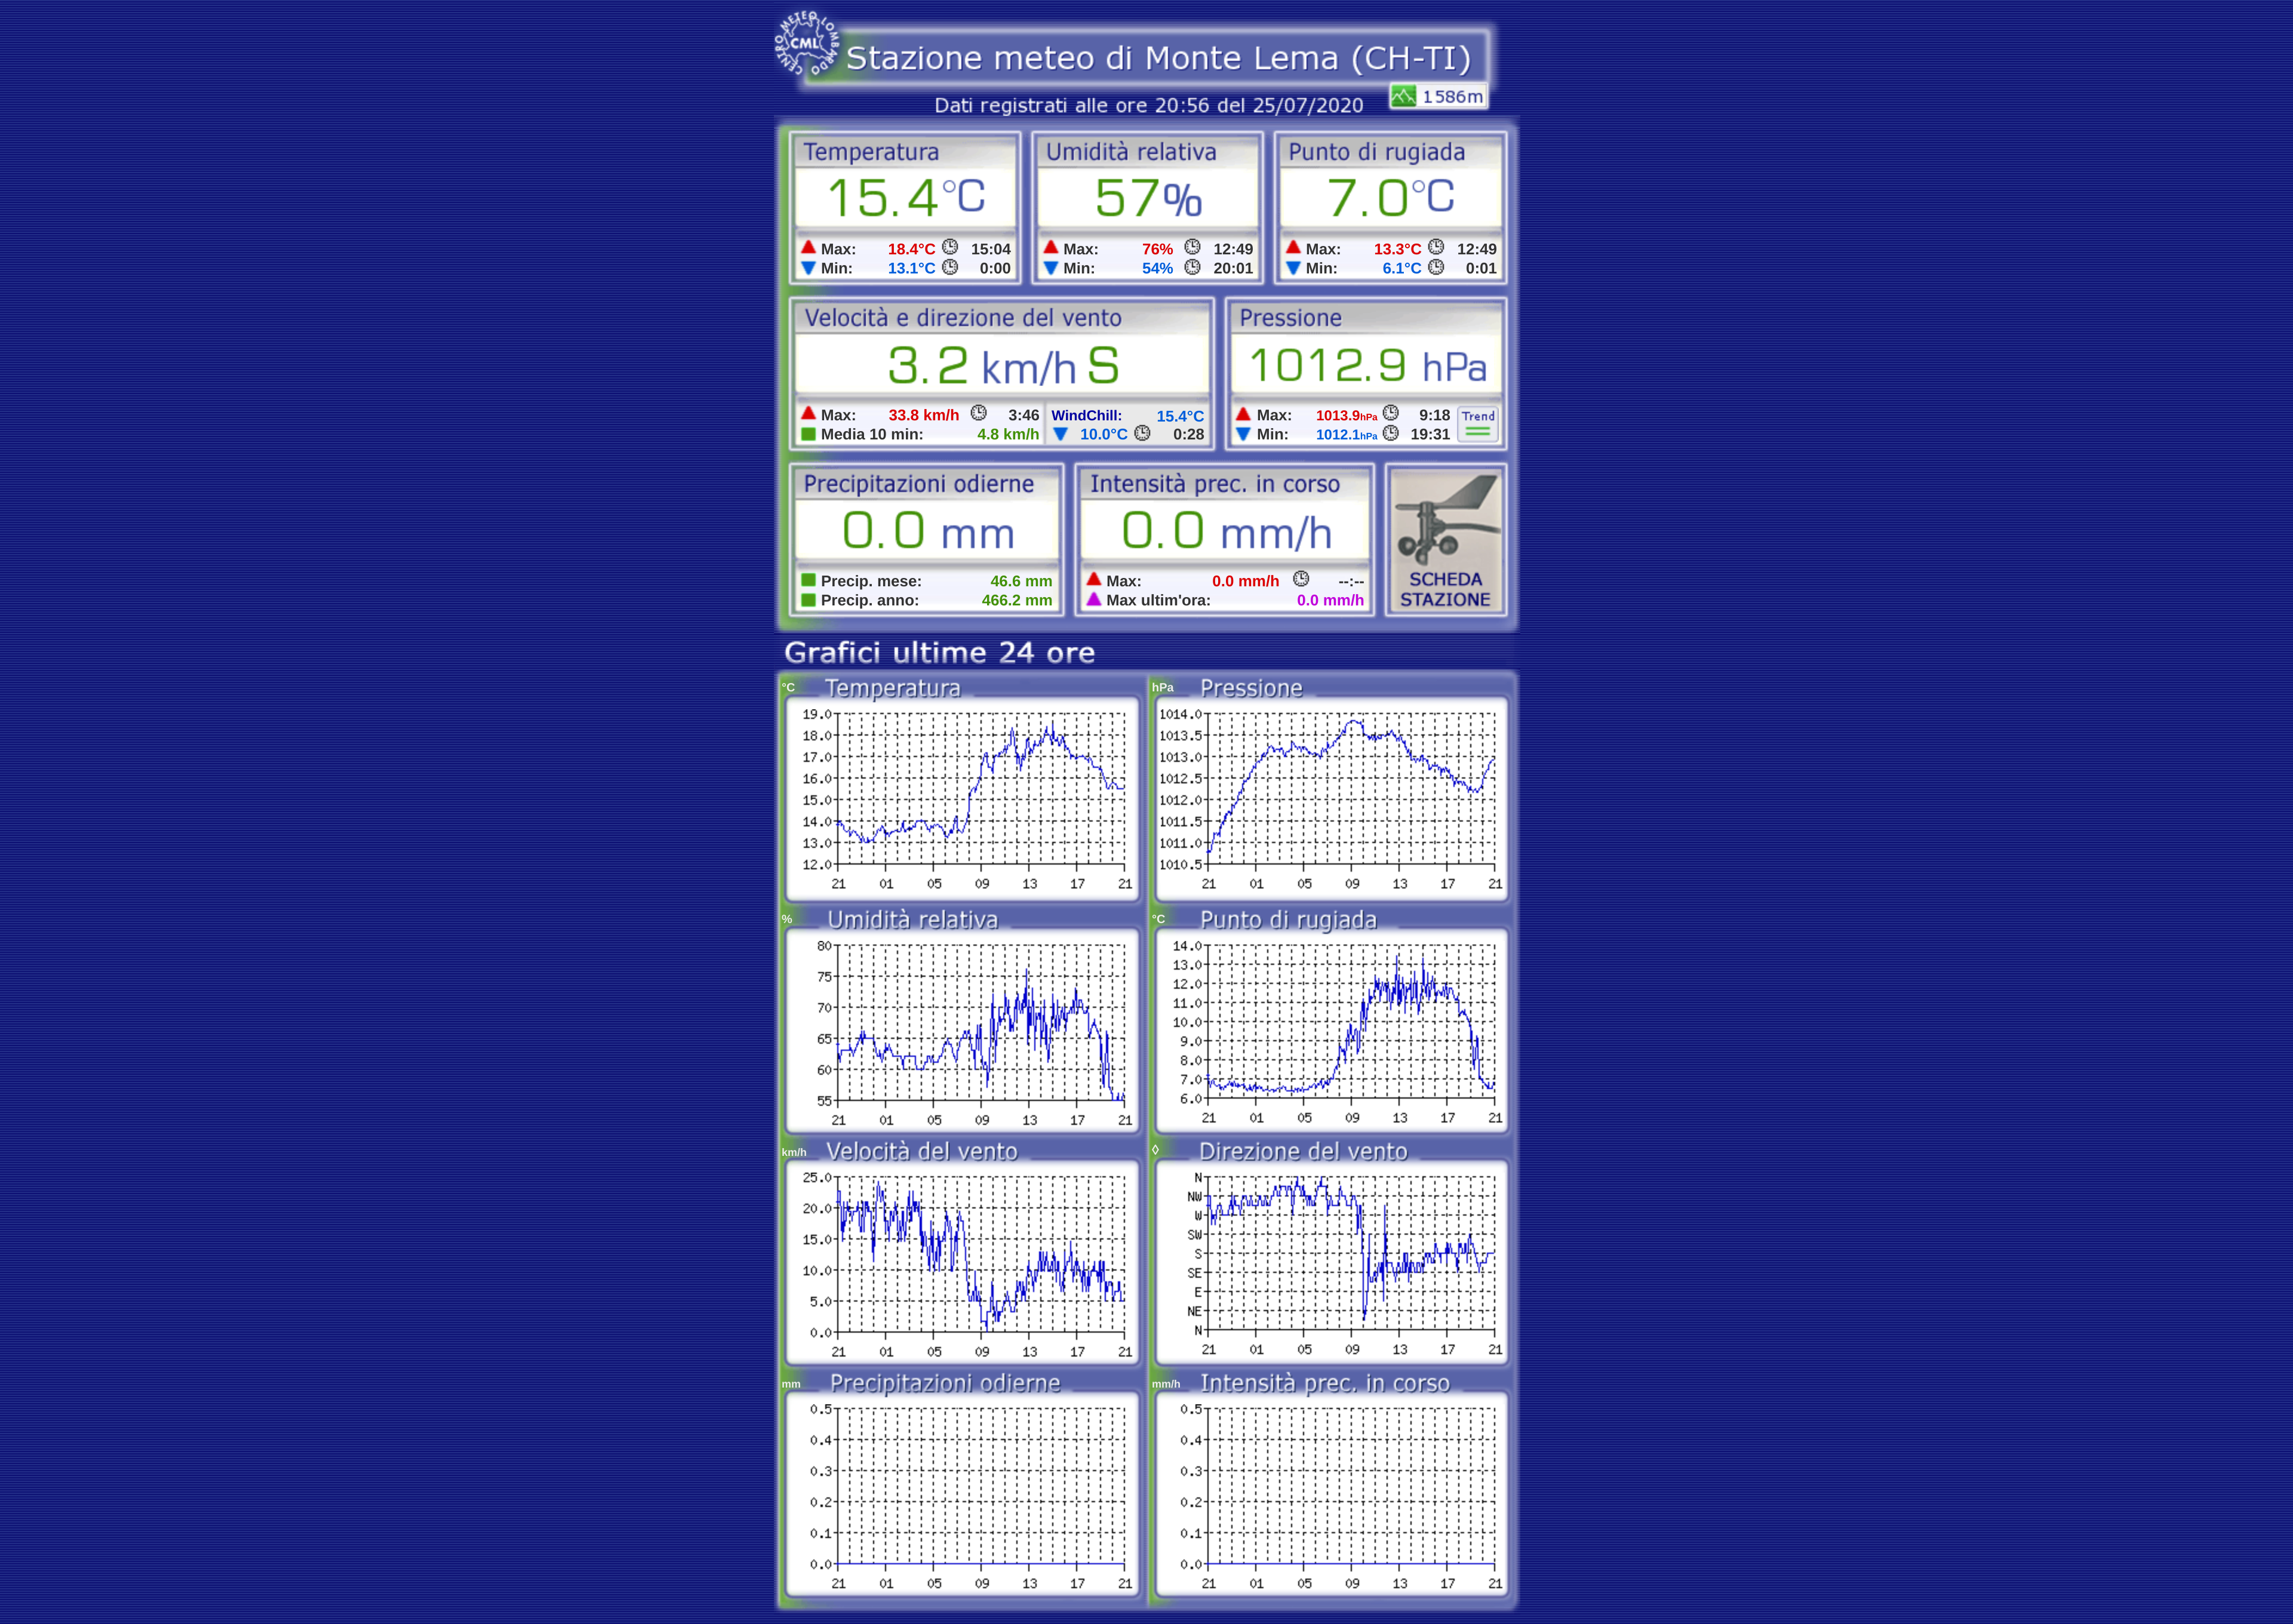 CENTRO METEO LOMBARDO
CML
Stazione meteo di Monte Lema (CH-TI)
Dati registrati alle ore 20:56 del 25/07/2020
1586m
Temperatura
15.4°C
Max: 18.4°C 15:04
Min: 13.1°C 0:00
Umidità relativa
57%
Max: 76% 12:49
Min: 54% 20:01
Punto di rugiada
7.0°C
Max: 13.3°C 12:49
Min: 6.1°C 0:01
Velocità e direzione del vento
3.2 km/h S
Max: 33.8 km/h 3:46
Media 10 min: 4.8 km/h
WindChill: 15.4°C
10.0°C 0:28
Pressione
1012.9 hPa
Max: 1013.9hPa 9:18
Min: 1012.1hPa 19:31
Trend
Precipitazioni odierne
0.0 mm
Precip. mese: 46.6 mm
Precip. anno: 466.2 mm
Intensità prec. in corso
0.0 mm/h
Max: 0.0 mm/h --:--
Max ultim'ora: 0.0 mm/h
SCHEDA
STAZIONE
Grafici ultime 24 ore
°C Temperatura
19.0
18.0
17.0
16.0
15.0
14.0
13.0
12.0
21 01 05 09 13 17 21
hPa Pressione
1014.0
1013.5
1013.0
1012.5
1012.0
1011.5
1011.0
1010.5
21 01 05 09 13 17 21
% Umidità relativa
80
75
70
65
60
55
21 01 05 09 13 17 21
°C Punto di rugiada
14.0
13.0
12.0
11.0
10.0
9.0
8.0
7.0
6.0
21 01 05 09 13 17 21
km/h Velocità del vento
25.0
20.0
15.0
10.0
5.0
0.0
21 01 05 09 13 17 21
◊ Direzione del vento
N
NW
W
SW
S
SE
E
NE
N
21 01 05 09 13 17 21
mm Precipitazioni odierne
0.5
0.4
0.3
0.2
0.1
0.0
21 01 05 09 13 17 21
mm/h Intensità prec. in corso
0.5
0.4
0.3
0.2
0.1
0.0
21 01 05 09 13 17 21